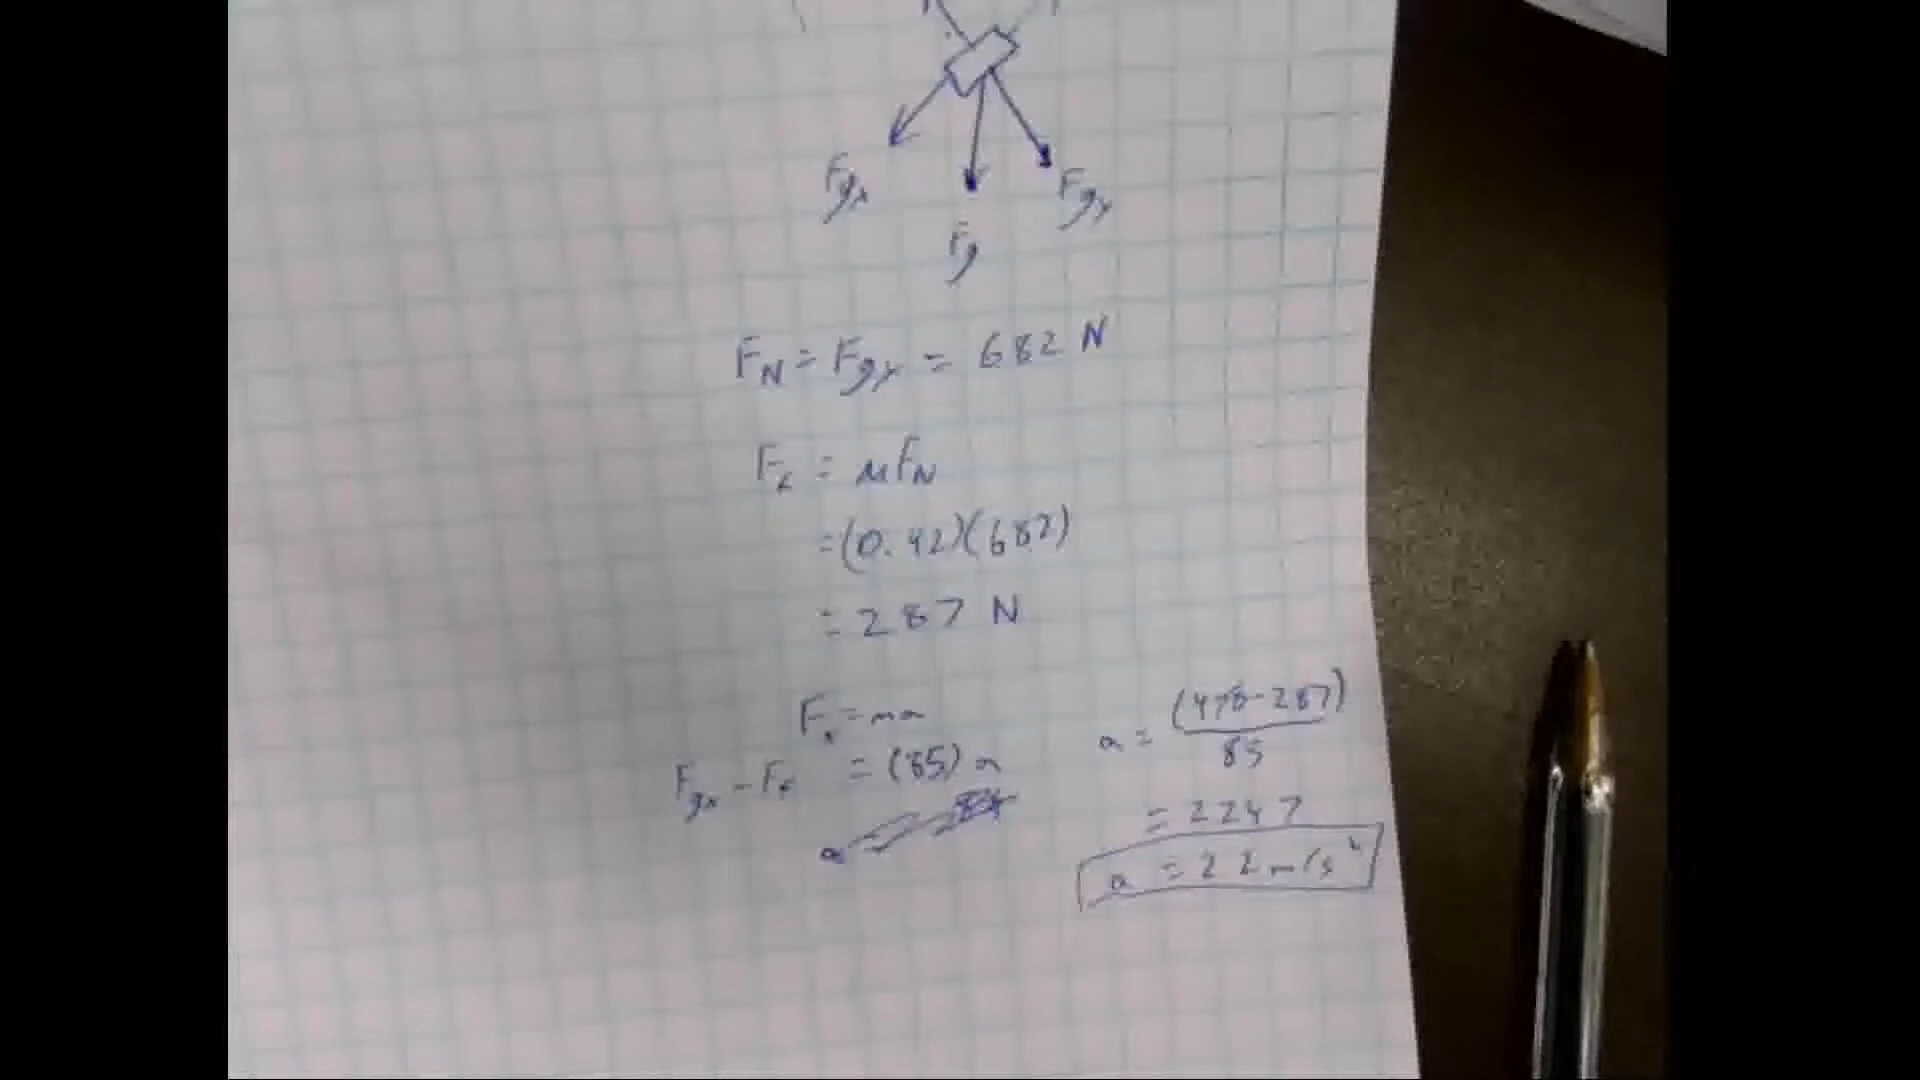 Fgx
Fgy
Fg
FN = Fgy = 682 N
Ff = μFN
= (0.42)(682)
= 287 N
Fx = ma
Fgx - Ff = (85) a
a =
a = (478-287)
85
= 2.247
a = 2.2 m/s²